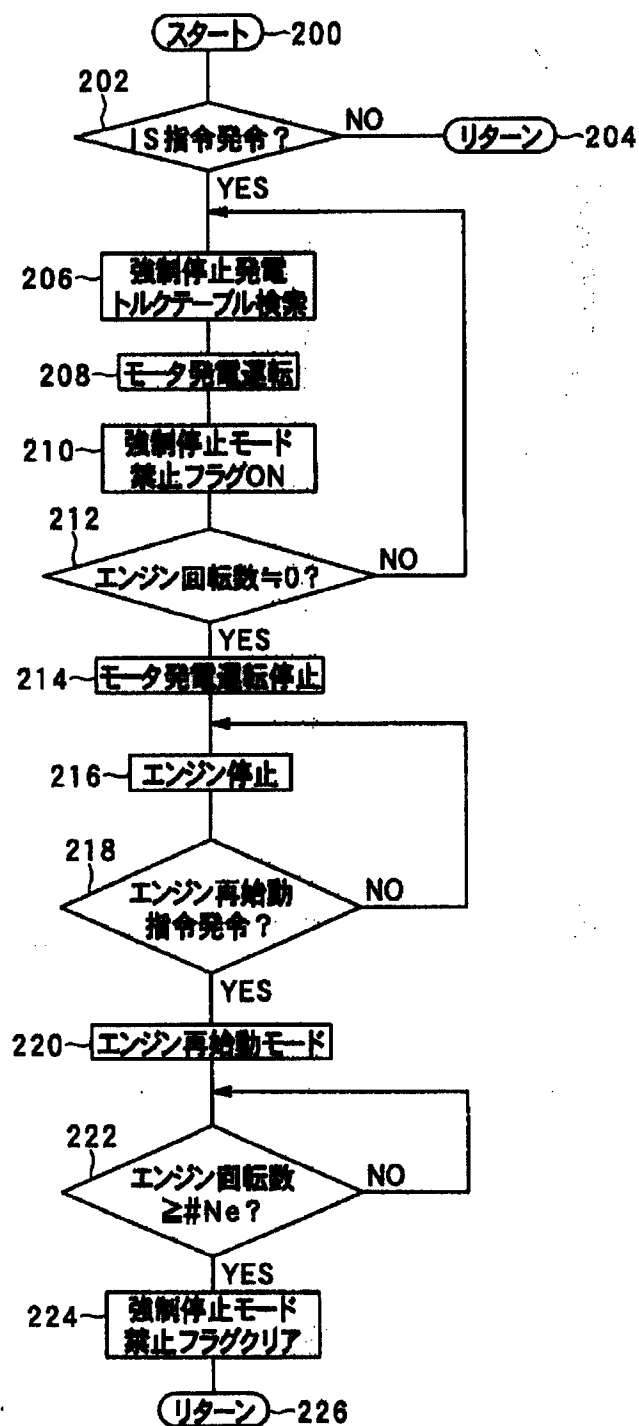 スタート 200
202
IS指令発令？ NO リターン 204
YES
206 強制停止発電
トルクテーブル検索
208 モータ発電運転
210 強制停止モード
禁止フラグON
212
エンジン回転数≒0？ NO
YES
214 モータ発電運転停止
216 エンジン停止
218
エンジン再始動 NO
指令発令？
YES
220 エンジン再始動モード
222
エンジン回転数 NO
≧#Ne？
YES
224 強制停止モード
禁止フラグクリア
リターン 226